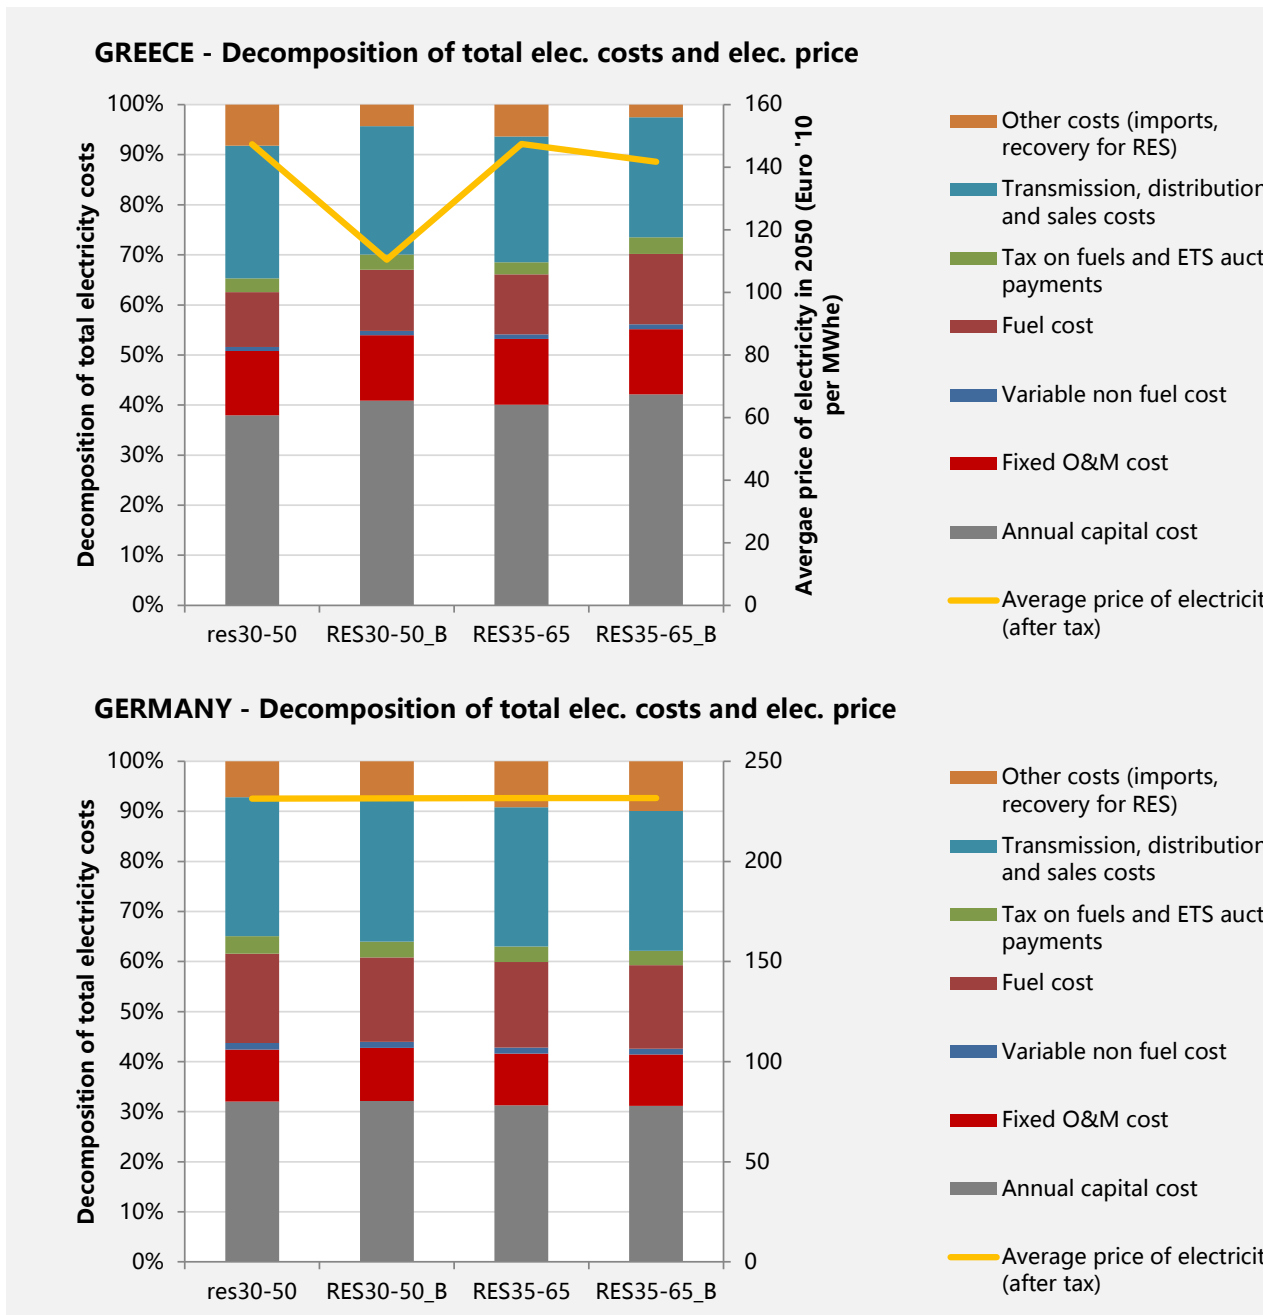 GREECE - Decomposition of total elec. costs and elec. price
Decomposition of total electricity costs
100%
90%
80%
70%
60%
50%
40%
30%
20%
10%
0%
160
140
120
100
80
60
40
20
0
Avergae price of electricity in 2050 (Euro '10
per MWhe)
res30-50
RES30-50_B
RES35-65
RES35-65_B
Other costs (imports,
recovery for RES)
Transmission, distribution
and sales costs
Tax on fuels and ETS auct
payments
Fuel cost
Variable non fuel cost
Fixed O&M cost
Annual capital cost
Average price of electricit
(after tax)
GERMANY - Decomposition of total elec. costs and elec. price
Decomposition of total electricity costs
100%
90%
80%
70%
60%
50%
40%
30%
20%
10%
0%
250
200
150
100
50
0
res30-50
RES30-50_B
RES35-65
RES35-65_B
Other costs (imports,
recovery for RES)
Transmission, distribution
and sales costs
Tax on fuels and ETS auct
payments
Fuel cost
Variable non fuel cost
Fixed O&M cost
Annual capital cost
Average price of electricit
(after tax)